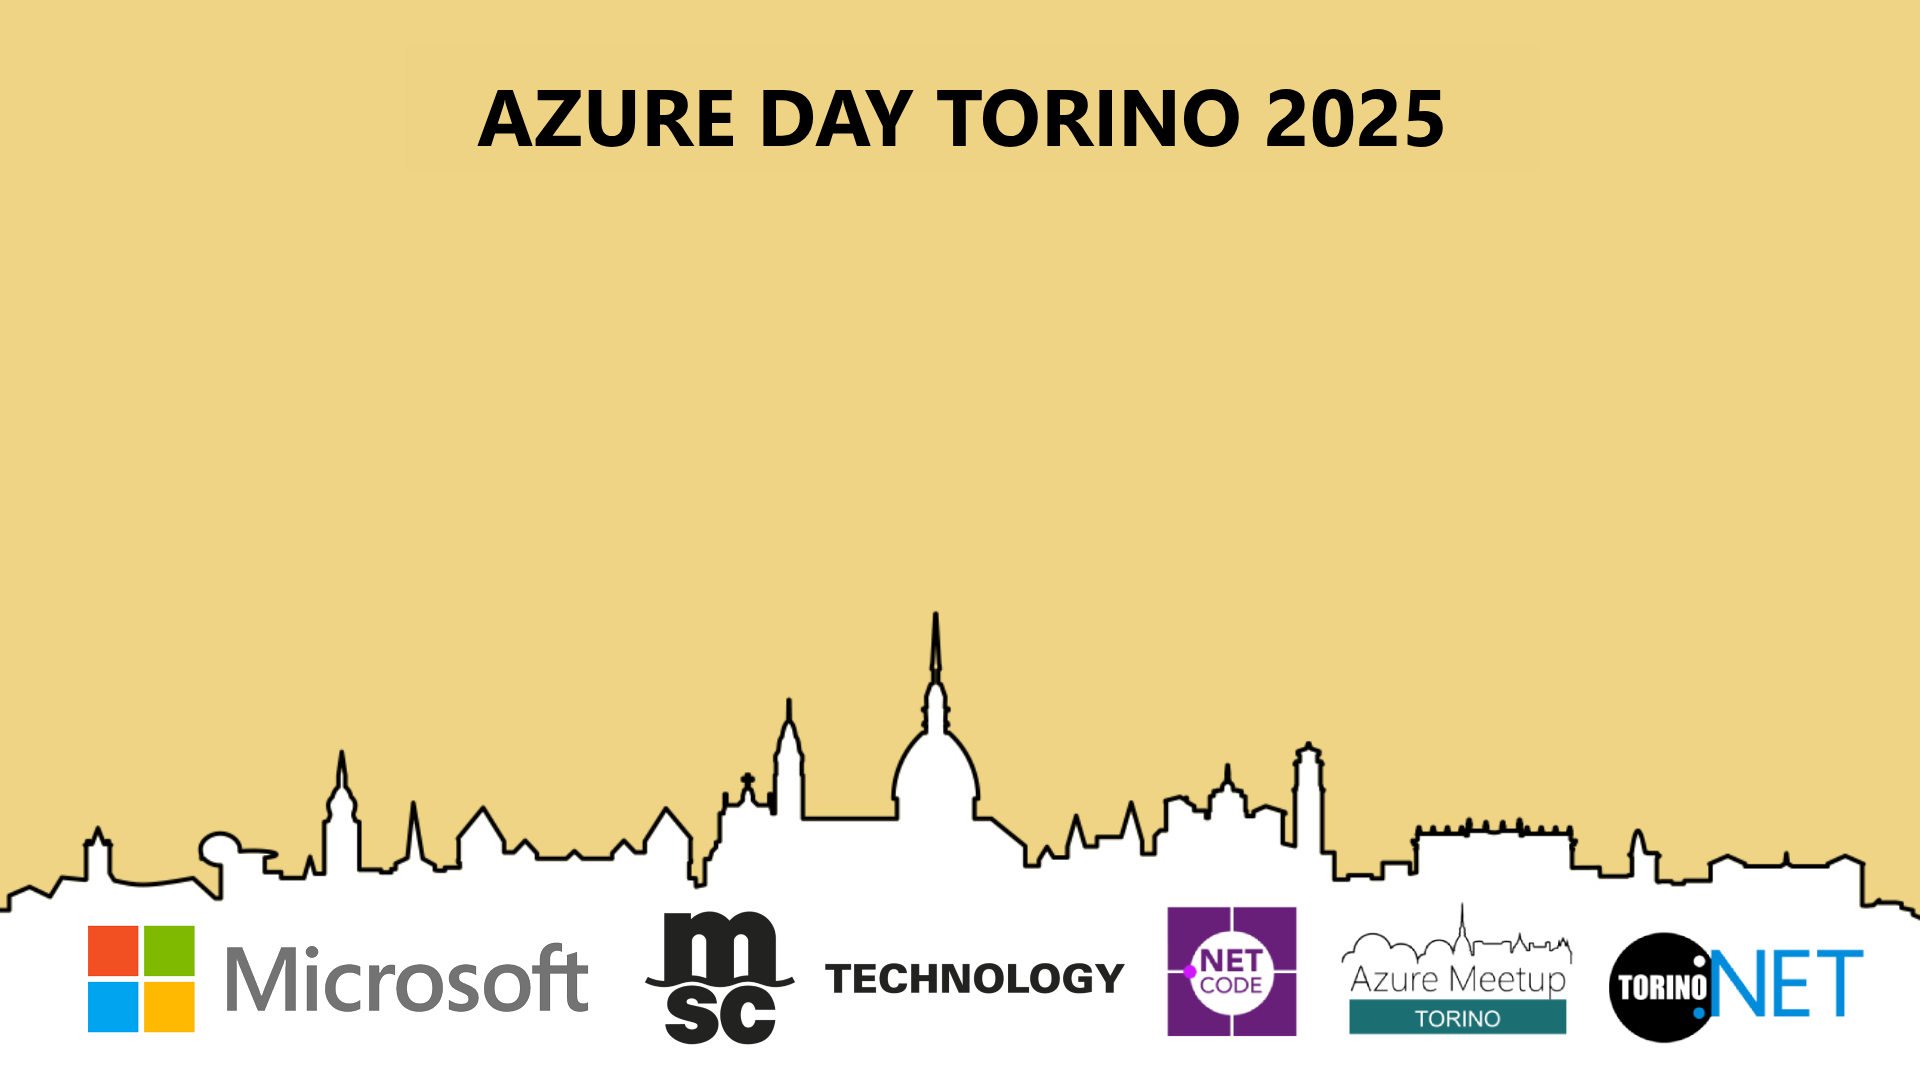 AZURE DAY TORINO 2025
Microsoft
msc
TECHNOLOGY
NET
CODE
Azure Meetup
TORINO
TORINO.NET